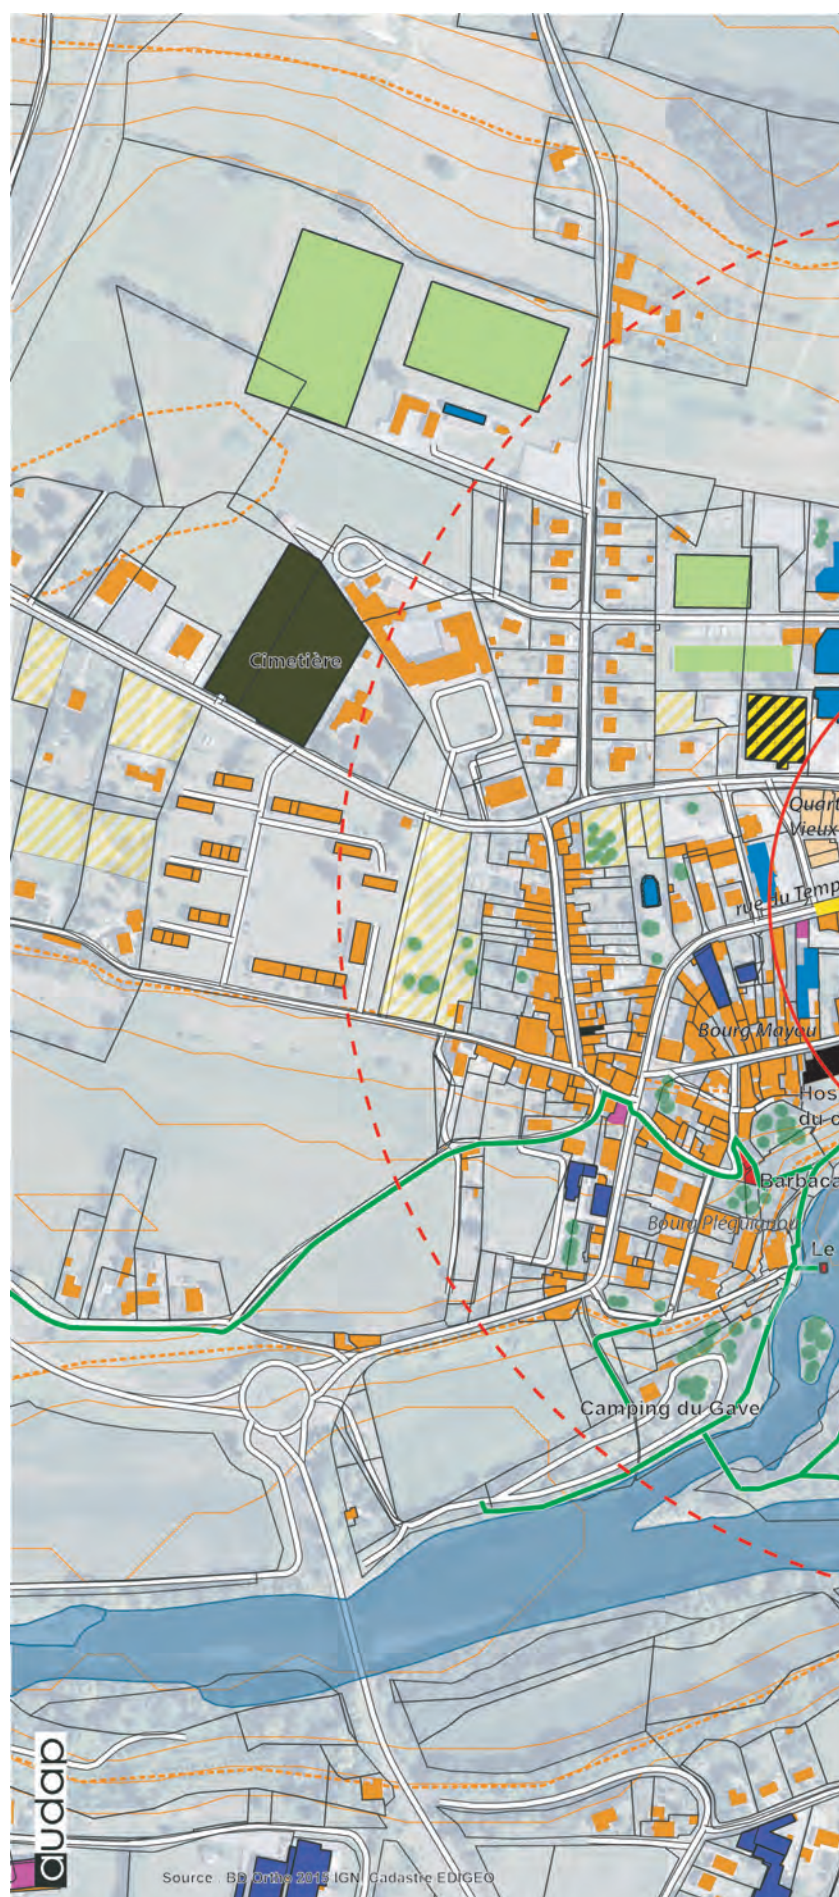 Cimetière
Quart
Vieux
rue du Temp
Bourg Mayou
Hos
du c
Barbaca
Bourg Pléguignou
Le
Camping du Gave
audap
Source : BD Ortho 2015 IGN, Cadastre EDIGEO